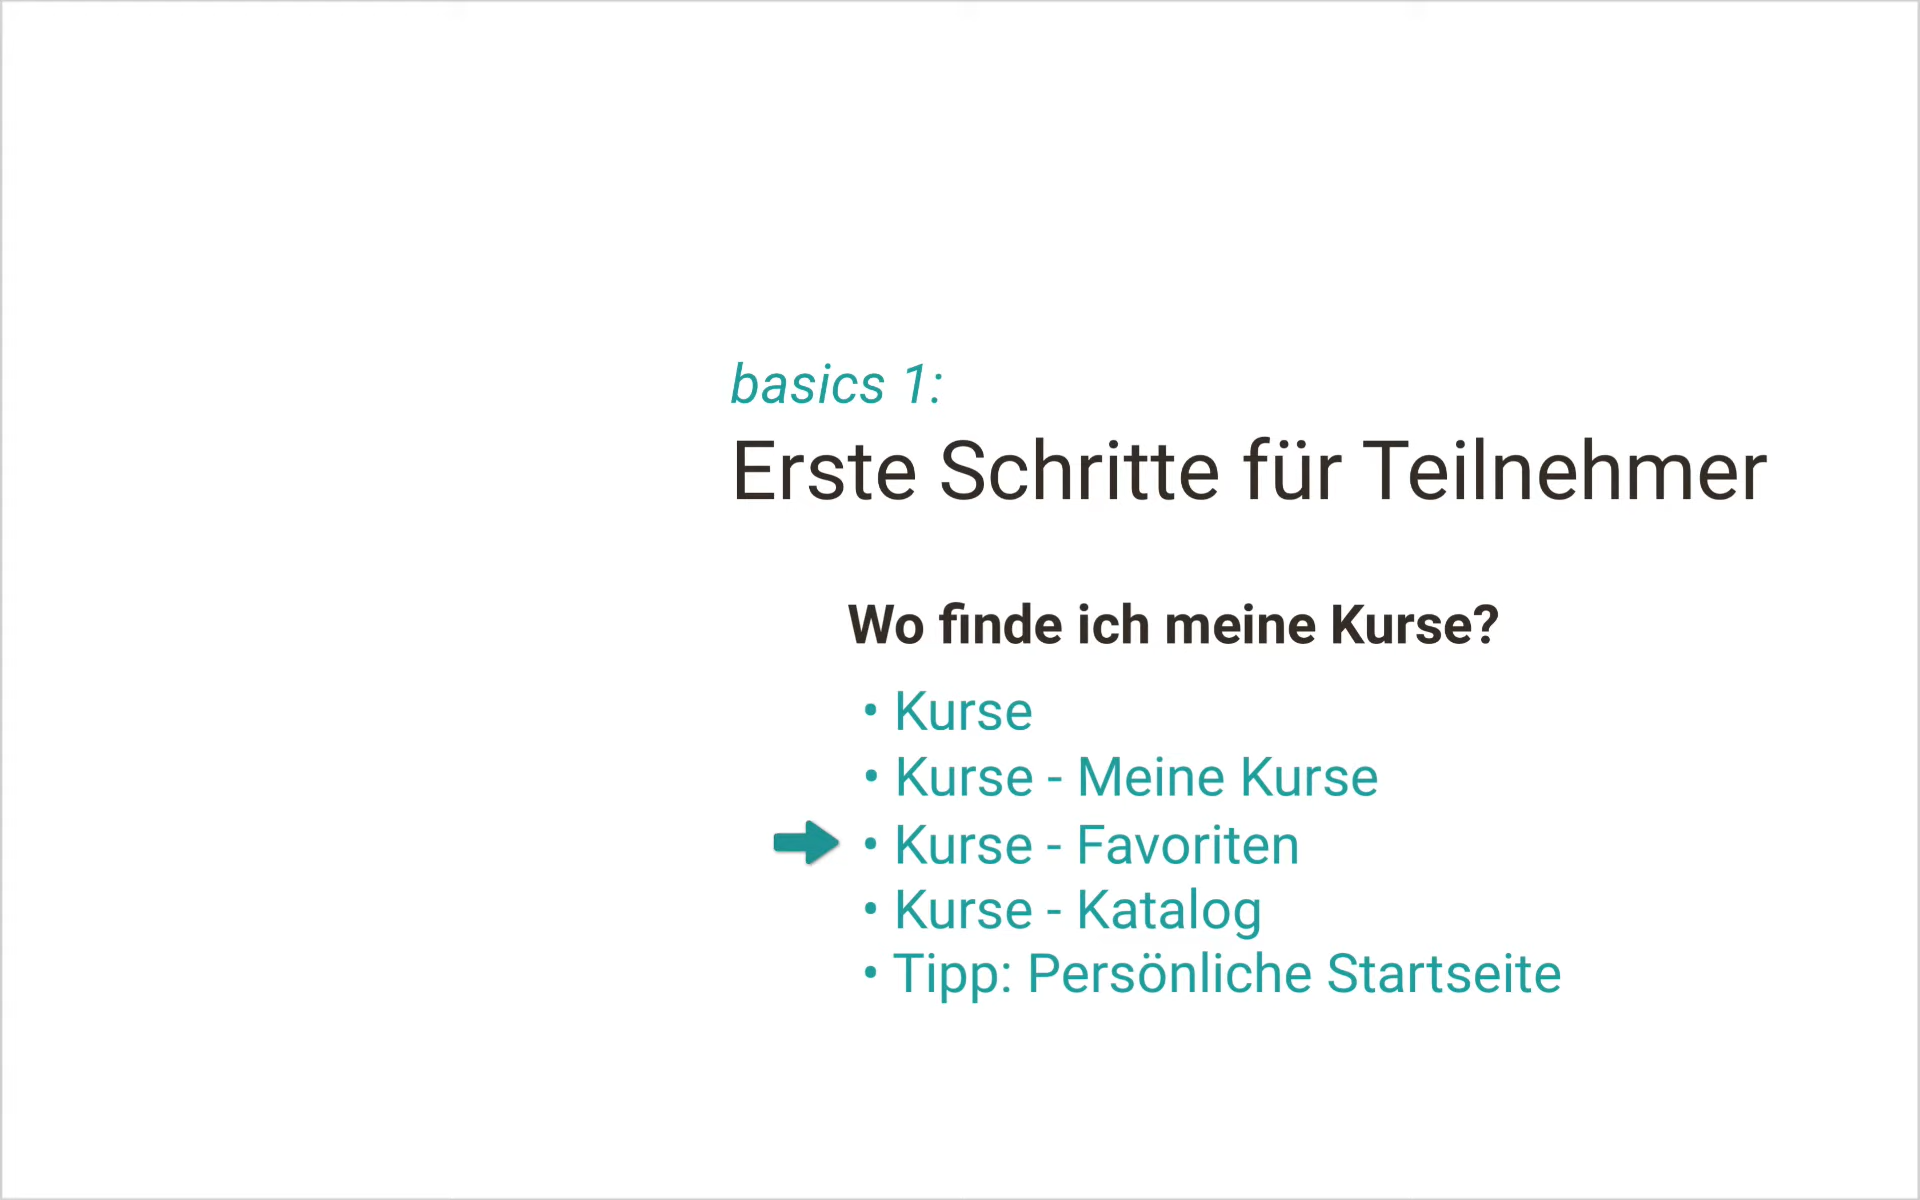 basics 1:
Erste Schritte für Teilnehmer
Wo finde ich meine Kurse?
• Kurse
• Kurse - Meine Kurse
• Kurse - Favoriten
• Kurse - Katalog
• Tipp: Persönliche Startseite